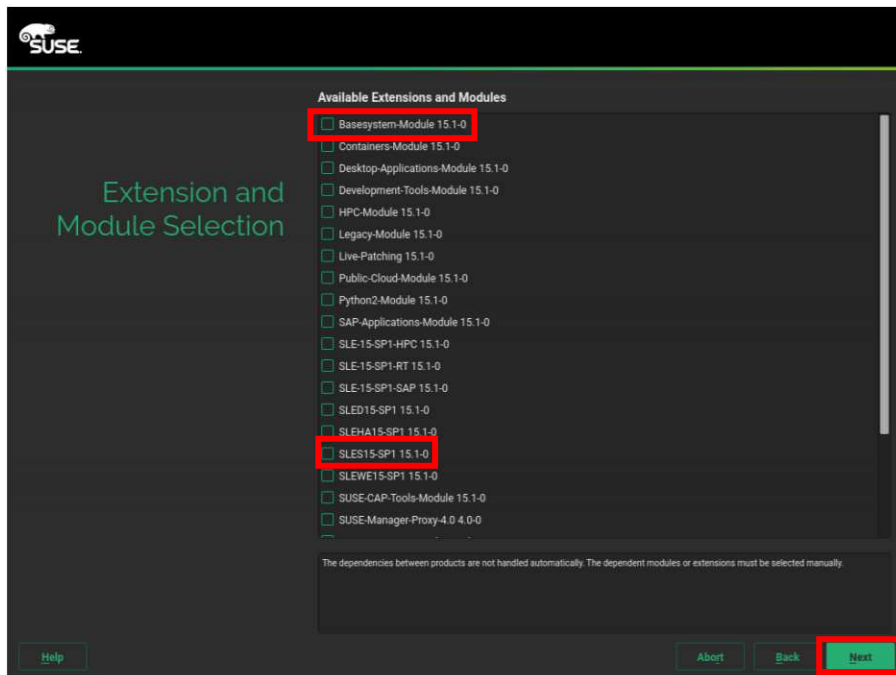 SUSE.
Available Extensions and Modules
Extension and
Module Selection
Basesystem-Module 15.1-0
Containers-Module 15.1-0
Desktop-Applications-Module 15.1-0
Development-Tools-Module 15.1-0
HPC-Module 15.1-0
Legacy-Module 15.1-0
Live-Patching 15.1-0
Public-Cloud-Module 15.1-0
Python2-Module 15.1-0
SAP-Applications-Module 15.1-0
SLE-15-SP1-HPC 15.1-0
SLE-15-SP1-RT 15.1-0
SLE-15-SP1-SAP 15.1-0
SLED15-SP1 15.1-0
SLEHA15-SP1 15.1-0
SLES15-SP1 15.1-0
SLEWE15-SP1 15.1-0
SUSE-CAP-Tools-Module 15.1-0
SUSE-Manager-Proxy-4.0 4.0-0
The dependencies between products are not handled automatically. The dependent modules or extensions must be selected manually.
Help
Abort
Back
Next